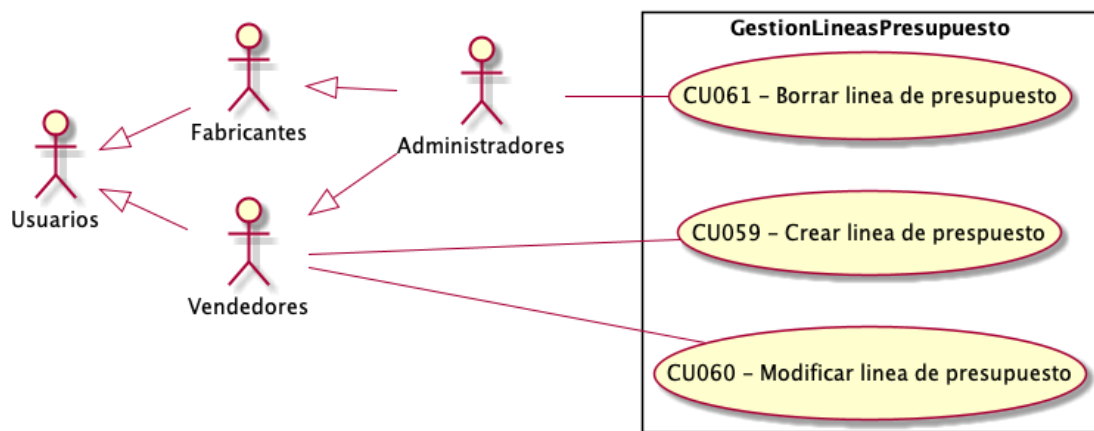 GestionLineasPresupuesto
CU061 – Borrar linea de presupuesto
Fabricantes
Administradores
Usuarios
CU059 – Crear linea de prespuesto
Vendedores
CU060 – Modificar linea de presupuesto